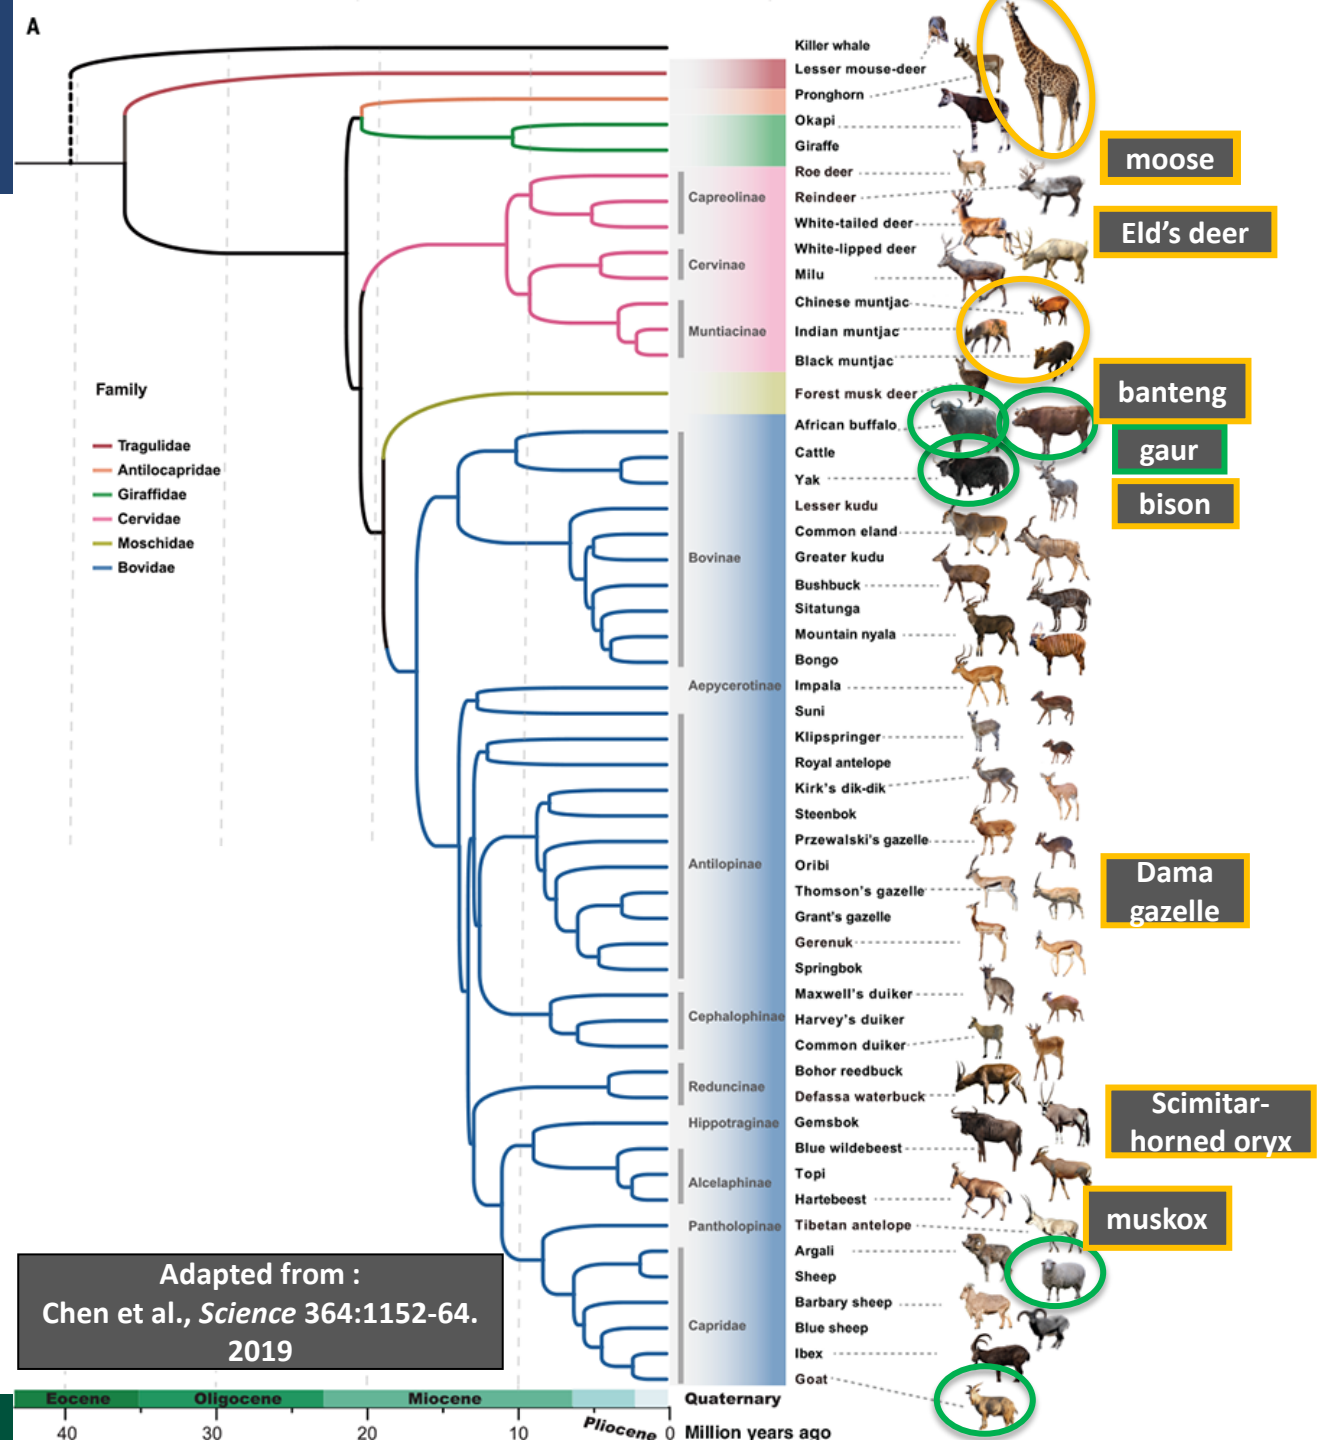 A
Killer whale
Lesser mouse-deer
Pronghorn
Okapi
Giraffe
Roe deer
Reindeer
White-tailed deer
White-lipped deer
Milu
Chinese muntjac
Indian muntjac
Black muntjac
Forest musk deer
African buffalo
Cattle
Yak
Lesser kudu
Common eland
Greater kudu
Bushbuck
Sitatunga
Mountain nyala
Bongo
Impala
Suni
Klipspringer
Royal antelope
Kirk's dik-dik
Steenbok
Przewalski's gazelle
Oribi
Thomson's gazelle
Grant's gazelle
Gerenuk
Springbok
Maxwell's duiker
Harvey's duiker
Common duiker
Bohor reedbuck
Defassa waterbuck
Gemsbok
Blue wildebeest
Topi
Hartebeest
Tibetan antelope
Argali
Sheep
Barbary sheep
Blue sheep
Ibex
Goat
Capreolinae
Cervinae
Muntiacinae
Bovinae
Aepycerotinae
Antilopinae
Cephalophinae
Reduncinae
Hippotraginae
Alcelaphinae
Pantholopinae
Capridae
Family
Tragulidae
Antilocapridae
Giraffidae
Cervidae
Moschidae
Bovidae
moose
Eld's deer
banteng
gaur
bison
Dama
gazelle
Scimitar-
horned oryx
muskox
Adapted from :
Chen et al., Science 364:1152-64.
2019
Eocene
Oligocene
Miocene
Pliocene
Quaternary
40
30
20
10
0
Million years ago